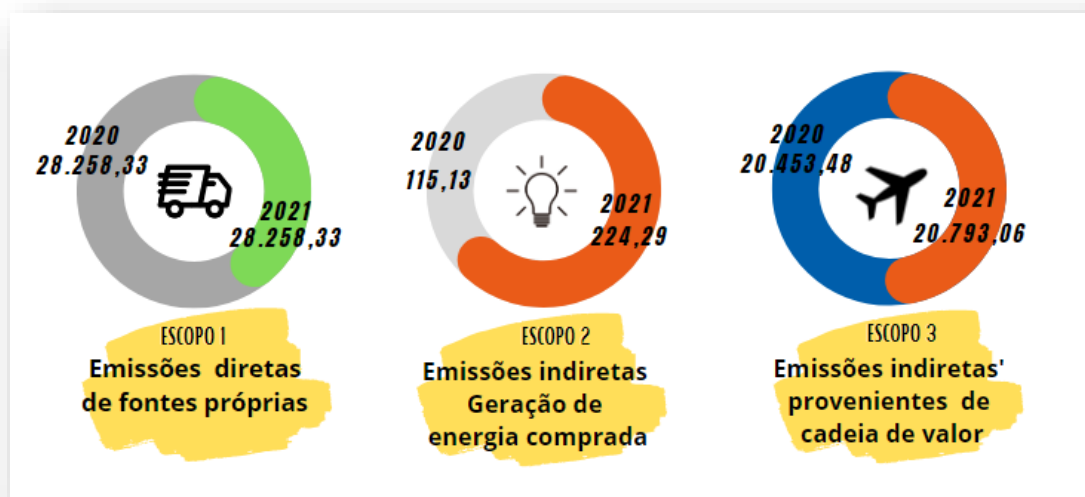 2020
28.258,33
2021
28.258,33
ESCOPO 1
Emissões diretas
de fontes próprias
2020
115,13
2021
224,29
ESCOPO 2
Emissões indiretas
Geração de
energia comprada
2020
20.453,48
2021
20.793,06
ESCOPO 3
Emissões indiretas'
provenientes de
cadeia de valor